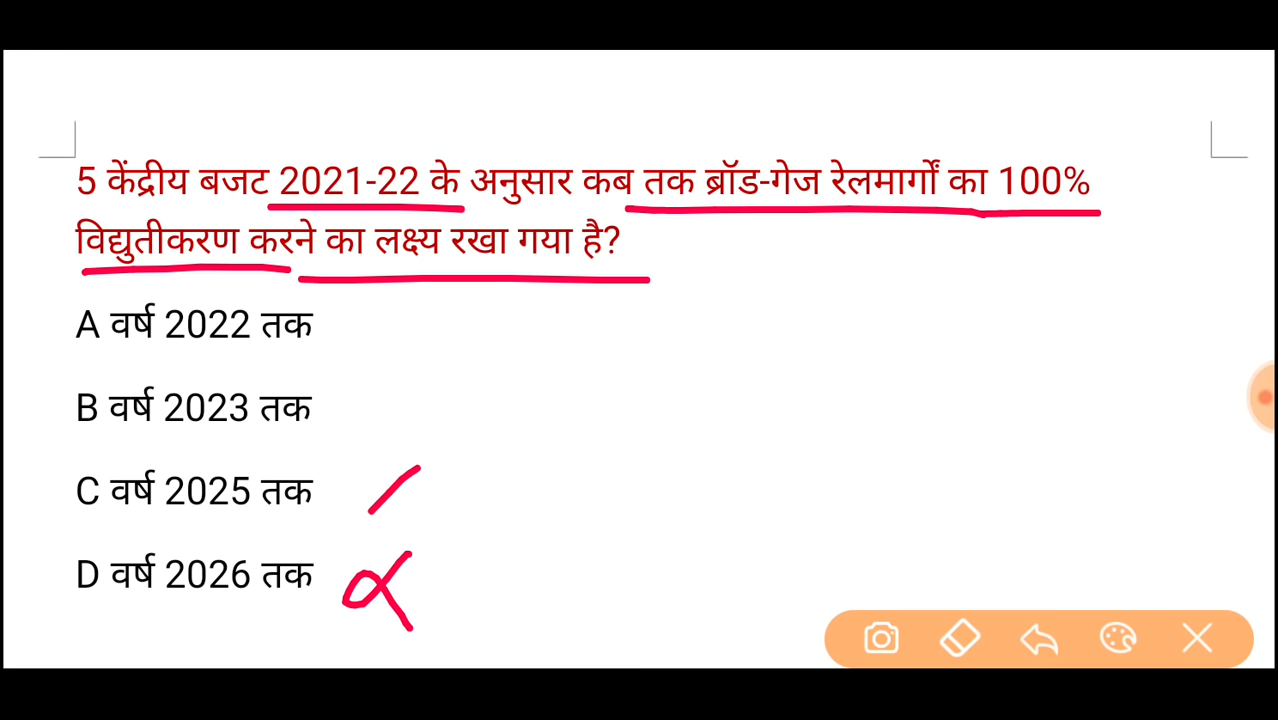 5 केंद्रीय बजट 2021-22 के अनुसार कब तक ब्रॉड-गेज रेलमार्गों का 100%
विद्युतीकरण करने का लक्ष्य रखा गया है?
A वर्ष 2022 तक
B वर्ष 2023 तक
C वर्ष 2025 तक
D वर्ष 2026 तक